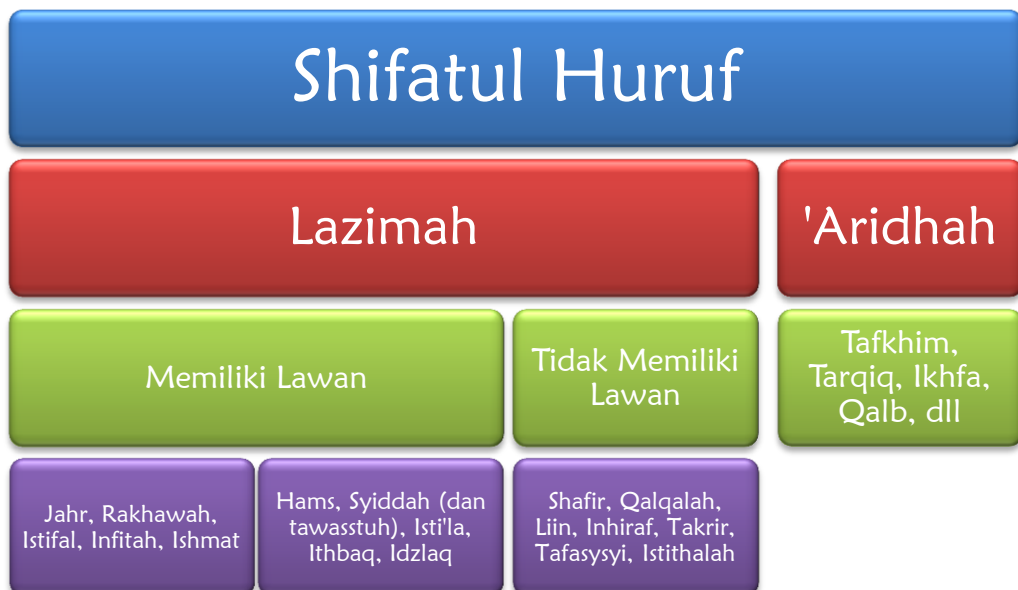 Shifatul Huruf
Lazimah
'Aridhah
Memiliki Lawan
Tidak Memiliki
Lawan
Tafkhim,
Tarqiq, Ikhfa,
Qalb, dll
Jahr, Rakhawah,
Istifal, Infitah, Ishmat
Hams, Syiddah (dan
tawasstuh), Isti'la,
Ithbaq, Idzlaq
Shafir, Qalqalah,
Liin, Inhiraf, Takrir,
Tafasysyi, Istithalah